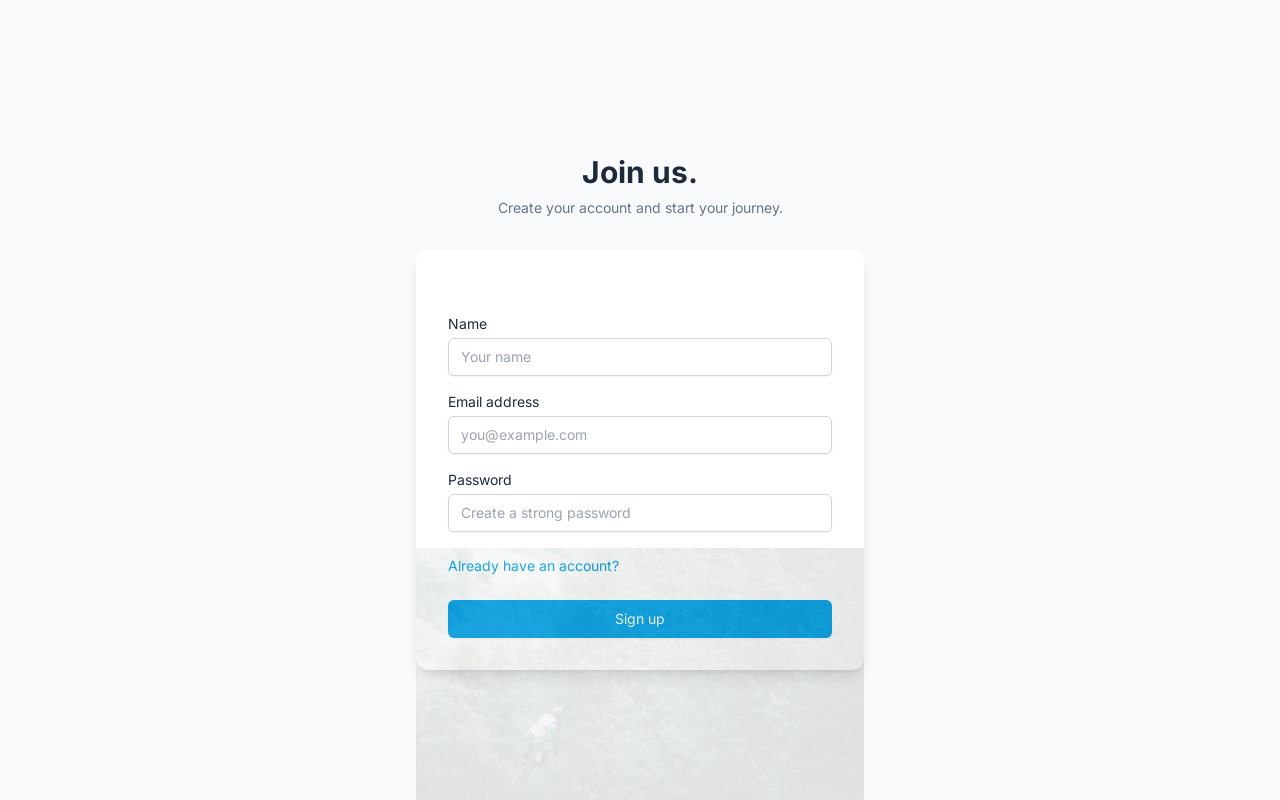 Join us.
Create your account and start your journey.
Name
Your name
Email address
you@example.com
Password
Create a strong password
Already have an account?
Sign up